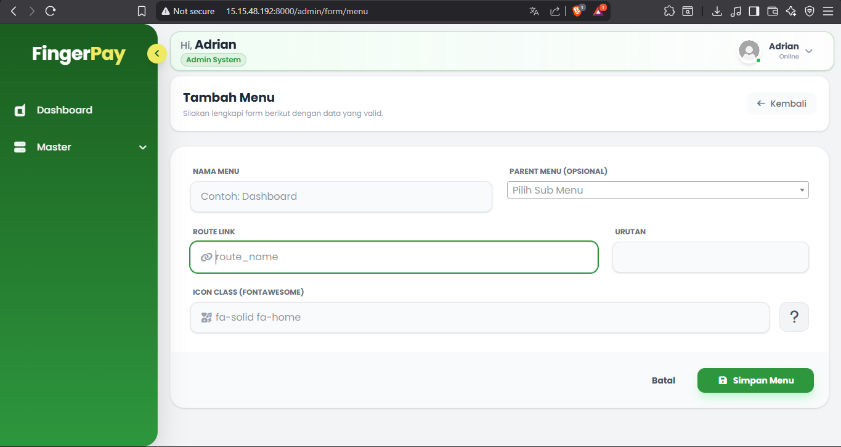 Not secure 15.15.48.192:8000/admin/form/menu
FingerPay
Hi, Adrian
Admin System
Adrian
Online
Dashboard
Master
Tambah Menu
Silakan lengkapi form berikut dengan data yang valid.
Kembali
NAMA MENU
Contoh: Dashboard
PARENT MENU (OPSIONAL)
Pilih Sub Menu
ROUTE LINK
route_name
URUTAN
ICON CLASS (FONTAWESOME)
fa-solid fa-home
?
Batal
Simpan Menu